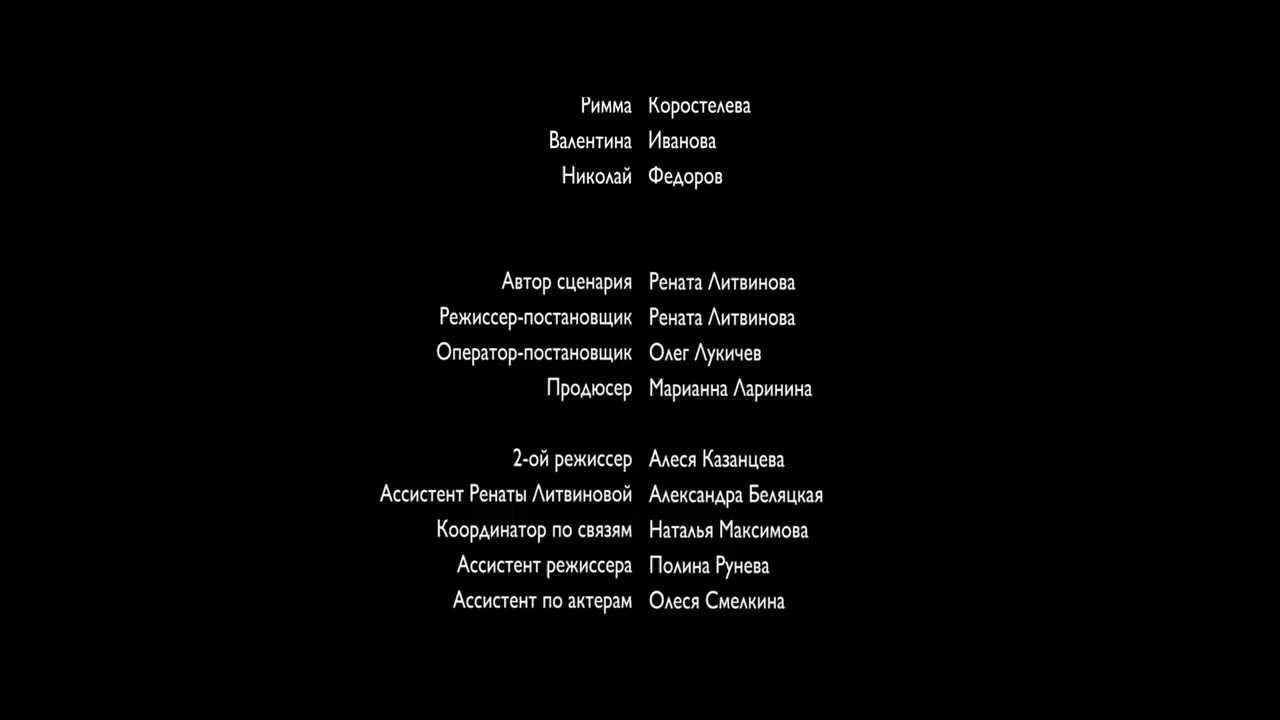 Римма Коростелева
Валентина Иванова
Николай Федоров
Автор сценария Рената Литвинова
Режиссер-постановщик Рената Литвинова
Оператор-постановщик Олег Лукичев
Продюсер Марианна Ларинина
2-ой режиссер Алеся Казанцева
Ассистент Ренаты Литвиновой Александра Беляцкая
Координатор по связям Наталья Максимова
Ассистент режиссера Полина Рунева
Ассистент по актерам Олеся Смелкина